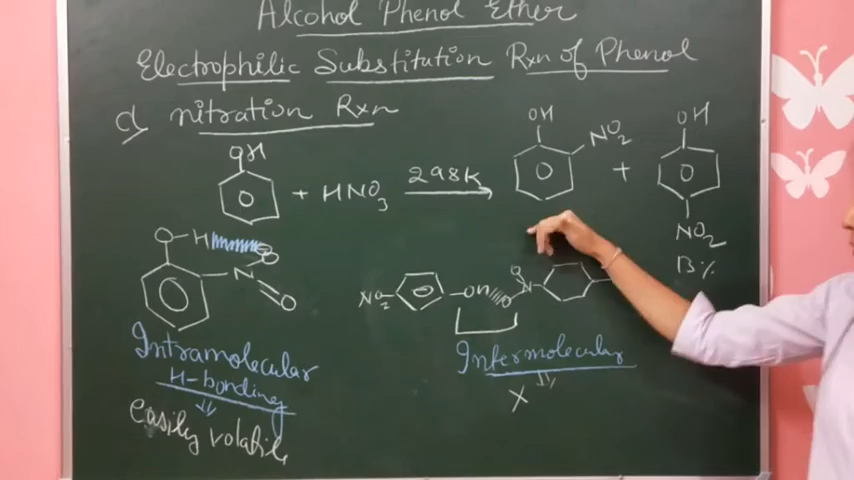 Alcohol Phenol Ether
Electrophilic Substitution Rxn of Phenol
c) nitration Rxn
OH + HNO3 298K OH NO2 + OH NO2
13%
O-H O N O
NO2 OH O N O
Intramolecular
H-bonding
easily volatile
Intermolecular
X